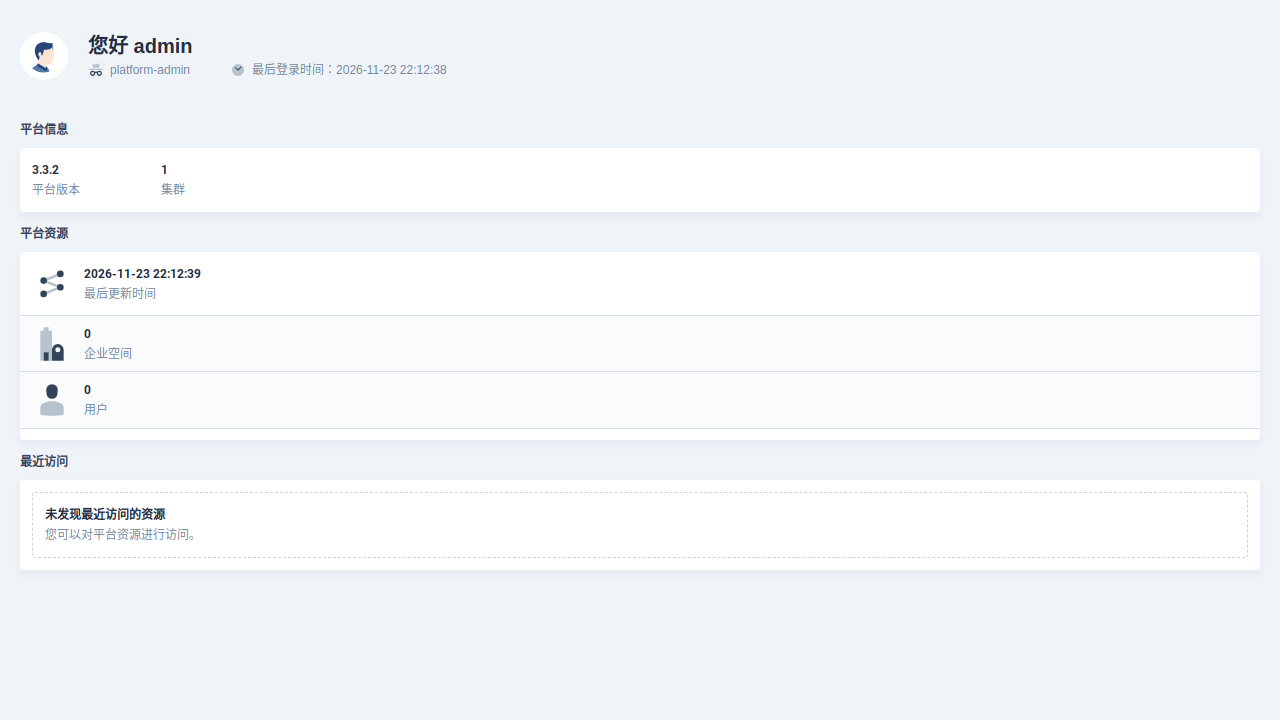 您好 admin
platform-admin
最后登录时间：2026-11-23 22:12:38
平台信息
3.3.2
平台版本
1
集群
平台资源
2026-11-23 22:12:39
最后更新时间
0
企业空间
0
用户
最近访问
未发现最近访问的资源
您可以对平台资源进行访问。